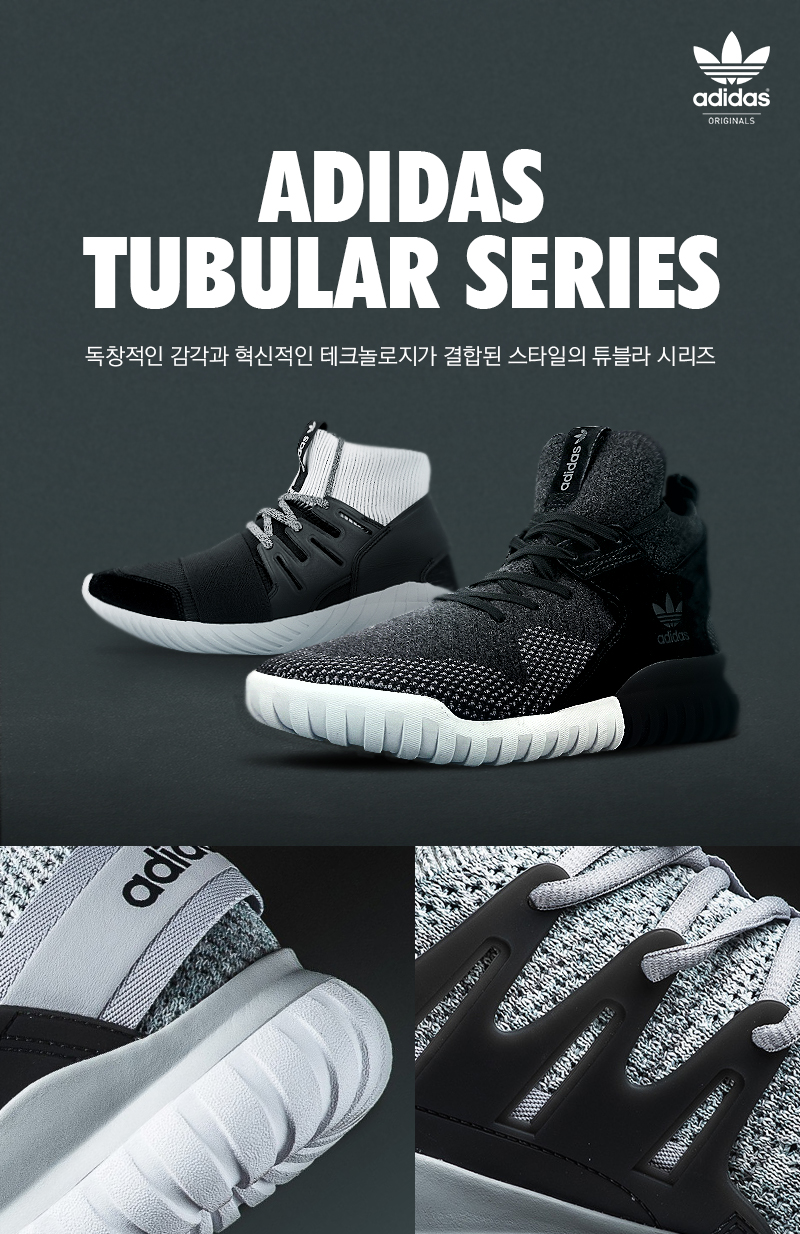 adidas
ORIGINALS
ADIDAS
TUBULAR SERIES
독창적인 감각과 혁신적인 테크놀로지가 결합된 스타일의 튜블라 시리즈
adidas
adidas
adidas
adid